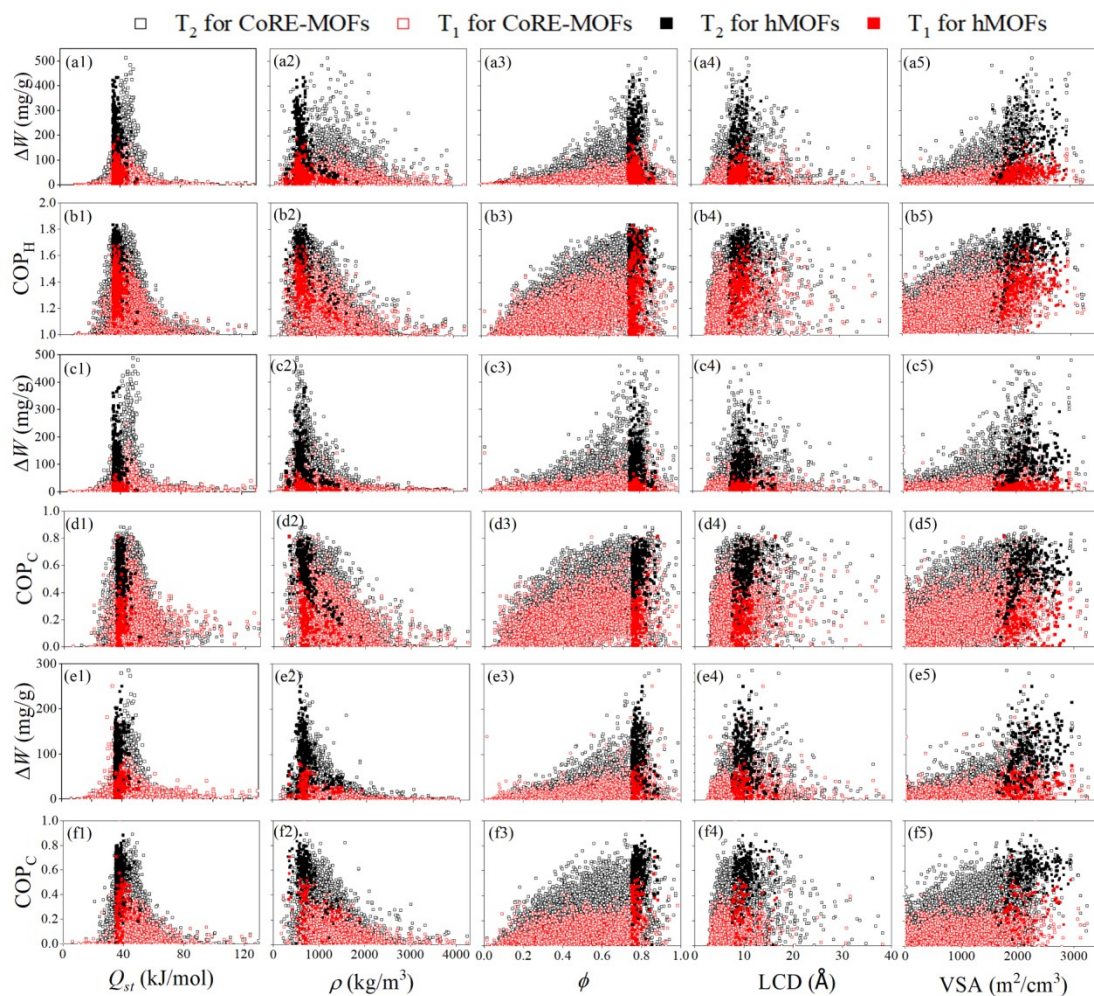 T2 for CoRE-MOFs T1 for CoRE-MOFs T2 for hMOFs T1 for hMOFs
ΔW (mg/g)
500
400
300
200
100
0
(a1) (a2) (a3) (a4) (a5)
COP_H
2.0
1.8
1.6
1.4
1.2
1.0
(b1) (b2) (b3) (b4) (b5)
ΔW (mg/g)
500
400
300
200
100
0
(c1) (c2) (c3) (c4) (c5)
COP_C
1.0
0.8
0.6
0.4
0.2
0.0
(d1) (d2) (d3) (d4) (d5)
ΔW (mg/g)
300
200
100
0
(e1) (e2) (e3) (e4) (e5)
COP_C
1.0
0.8
0.6
0.4
0.2
0.0
(f1) (f2) (f3) (f4) (f5)
0 40 80 120 0 1000 2000 3000 4000 0.0 0.2 0.4 0.6 0.8 1.0 0 10 20 30 40 0 1000 2000 3000
Qst (kJ/mol) ρ (kg/m³) ϕ LCD (Å) VSA (m²/cm³)